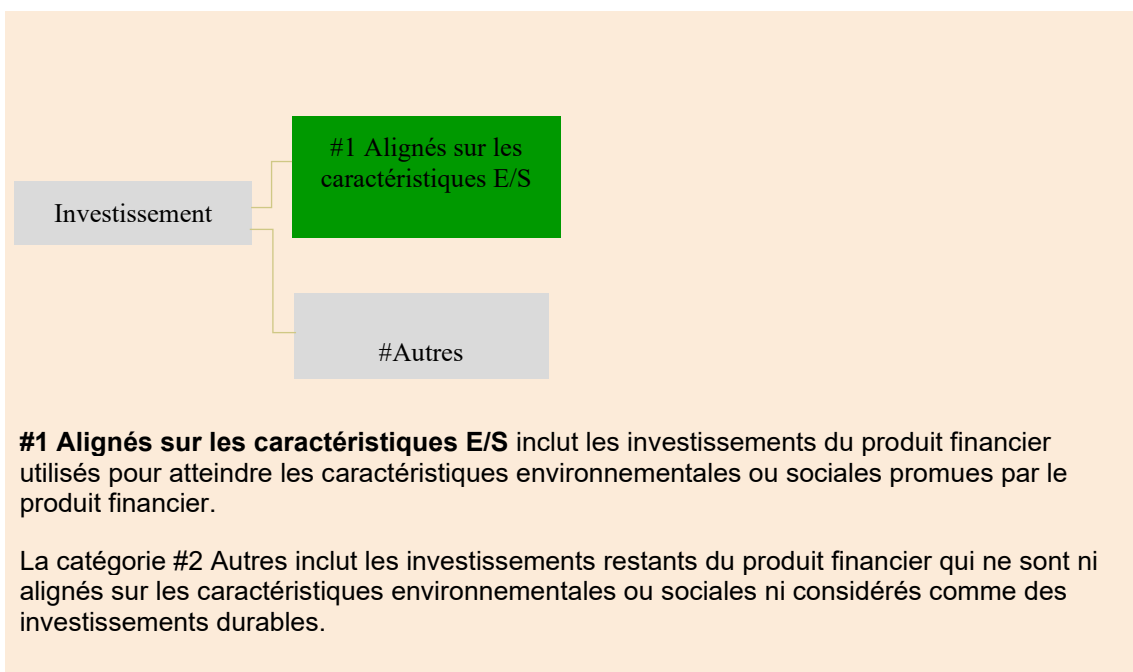 #1 Alignés sur les
caractéristiques E/S
Investissement
#Autres
#1 Alignés sur les caractéristiques E/S inclut les investissements du produit financier
utilisés pour atteindre les caractéristiques environnementales ou sociales promues par le
produit financier.
La catégorie #2 Autres inclut les investissements restants du produit financier qui ne sont ni
alignés sur les caractéristiques environnementales ou sociales ni considérés comme des
investissements durables.